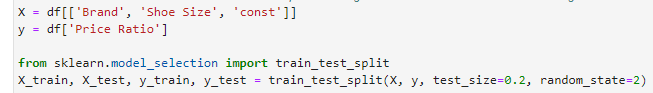 X = df[['Brand', 'Shoe Size', 'const']]
y = df['Price Ratio']
from sklearn.model_selection import train_test_split
X_train, X_test, y_train, y_test = train_test_split(X, y, test_size=0.2, random_state=2)